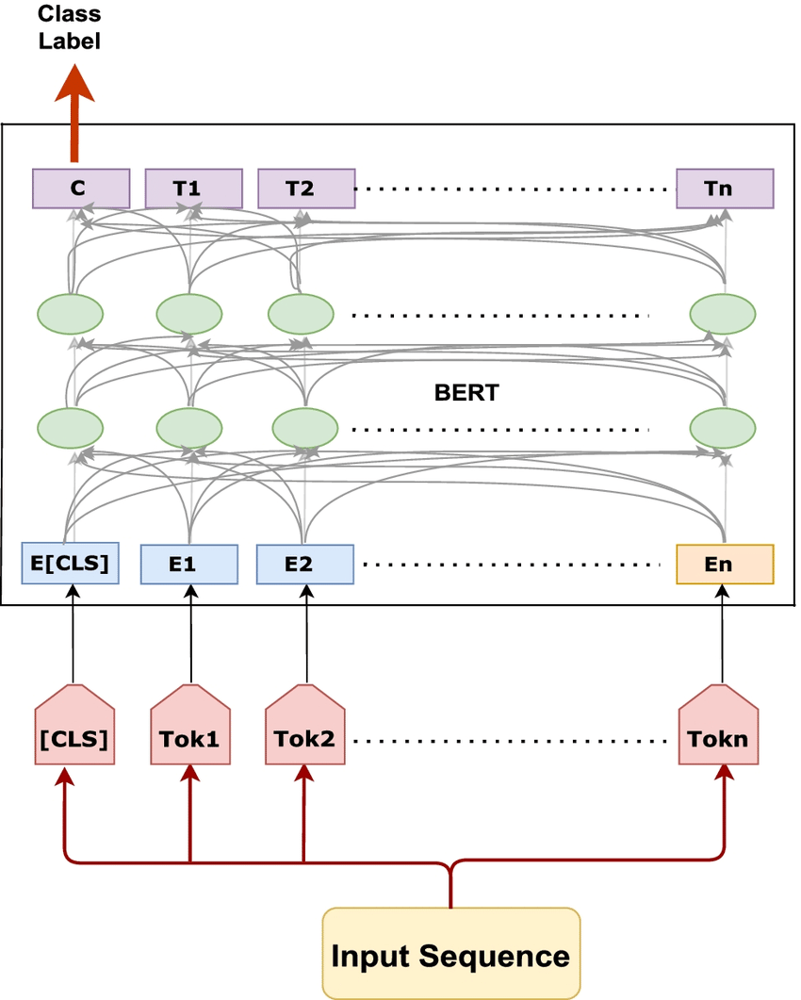 Class
Label
C T1 T2 Tn
BERT
E[CLS] E1 E2 En
[CLS] Tok1 Tok2 Tokn
Input Sequence